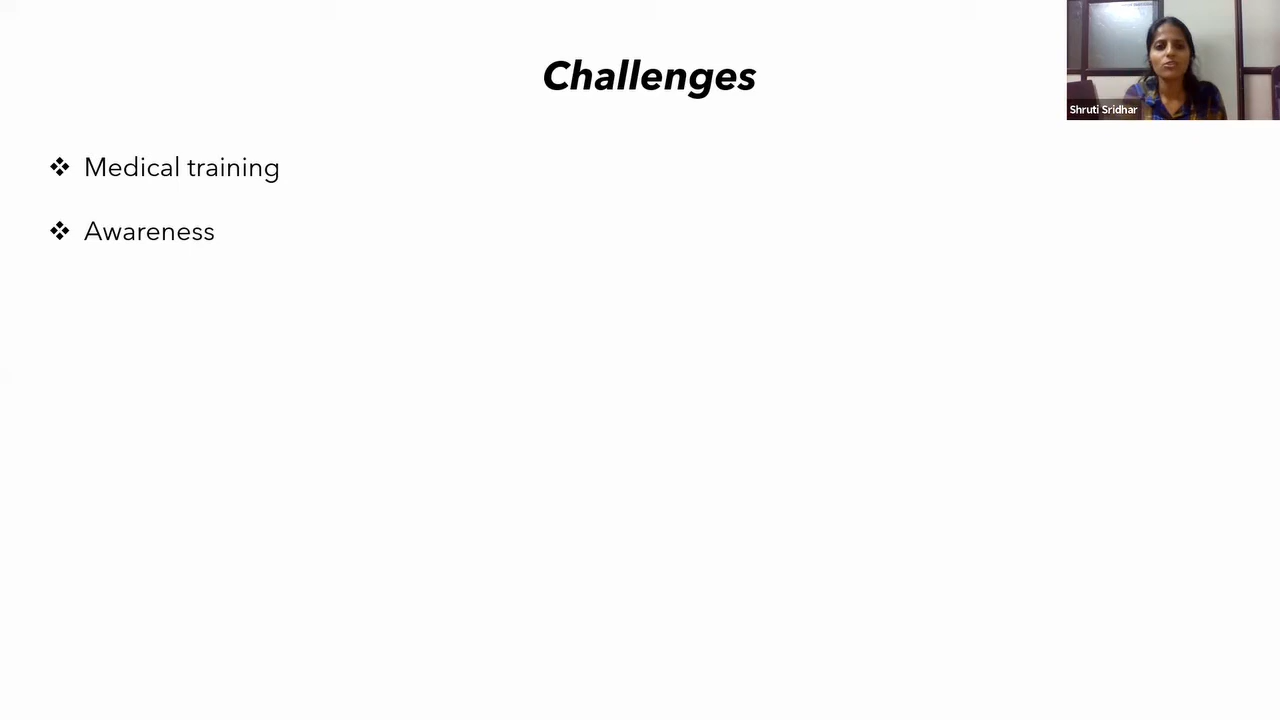 Challenges
Shruti Sridhar
❖ Medical training
❖ Awareness